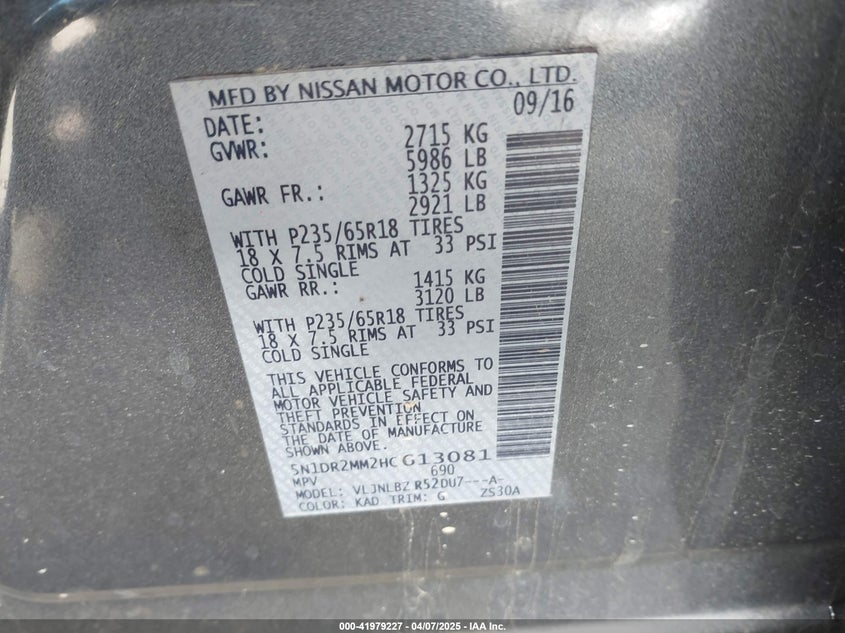 MFD BY NISSAN MOTOR CO., LTD.
DATE: 09/16
GVWR: 2715 KG
5986 LB
GAWR FR.: 1325 KG
2921 LB
WITH P235/65R18 TIRES
18 X 7.5 RIMS AT 33 PSI
COLD SINGLE
GAWR RR.: 1415 KG
3120 LB
WITH P235/65R18 TIRES
18 X 7.5 RIMS AT 33 PSI
COLD SINGLE
THIS VEHICLE CONFORMS TO
ALL APPLICABLE FEDERAL
MOTOR VEHICLE SAFETY AND
THEFT PREVENTION
STANDARDS IN EFFECT ON
THE DATE OF MANUFACTURE
SHOWN ABOVE.
5N1DR2MM2HC G13081
MPV 690
MODEL: VLJNLBZ R52DU7---A-
COLOR: KAD TRIM: G ZS30A
000-41979227 - 04/07/2025 - IAA Inc.